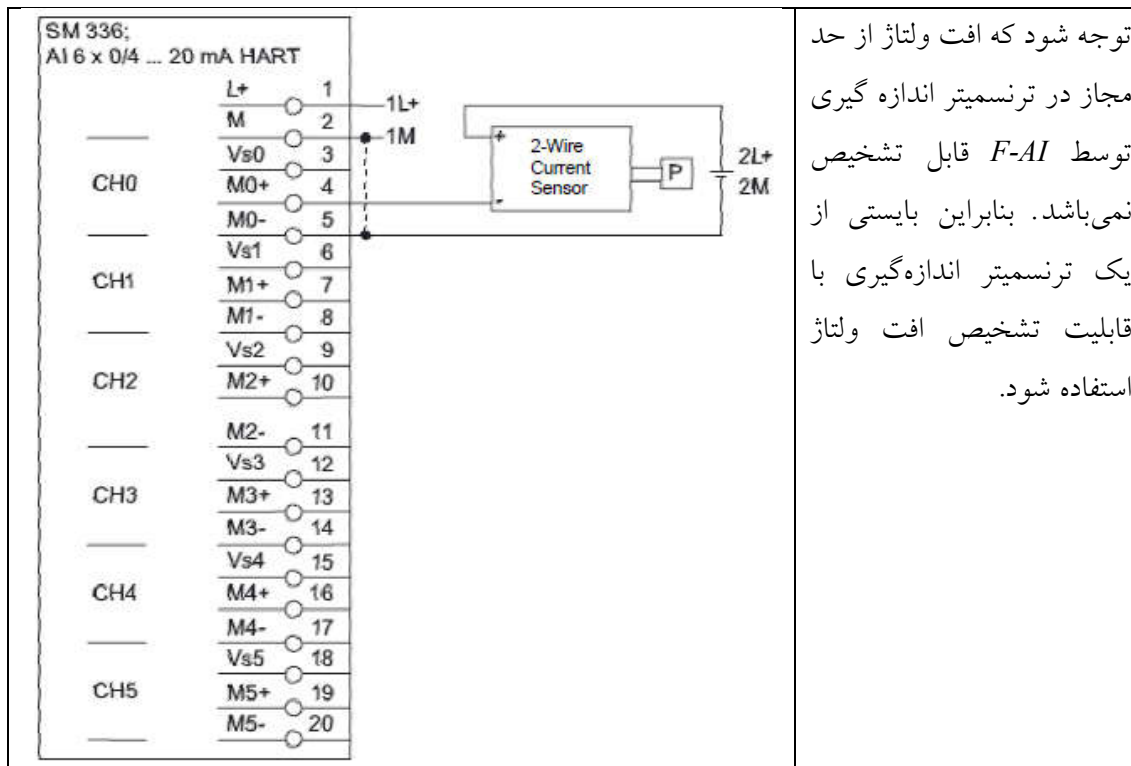 SM 336;
AI 6 x 0/4 ... 20 mA HART
L+ 1
1L+
M 2
1M
Vs0 3
CH0 M0+ 4
M0- 5
Vs1 6
CH1 M1+ 7
M1- 8
Vs2 9
CH2 M2+ 10
M2- 11
Vs3 12
CH3 M3+ 13
M3- 14
Vs4 15
CH4 M4+ 16
M4- 17
Vs5 18
CH5 M5+ 19
M5- 20
+
2-Wire
Current
Sensor
-
P
2L+
2M
توجه شود که افت ولتاژ از حد
مجاز در ترنسمیتر اندازه گیری
توسط F-AI قابل تشخیص
نمی‌باشد. بنابراین بایستی از
یک ترنسمیتر اندازه‌گیری با
قابلیت تشخیص افت ولتاژ
استفاده شود.